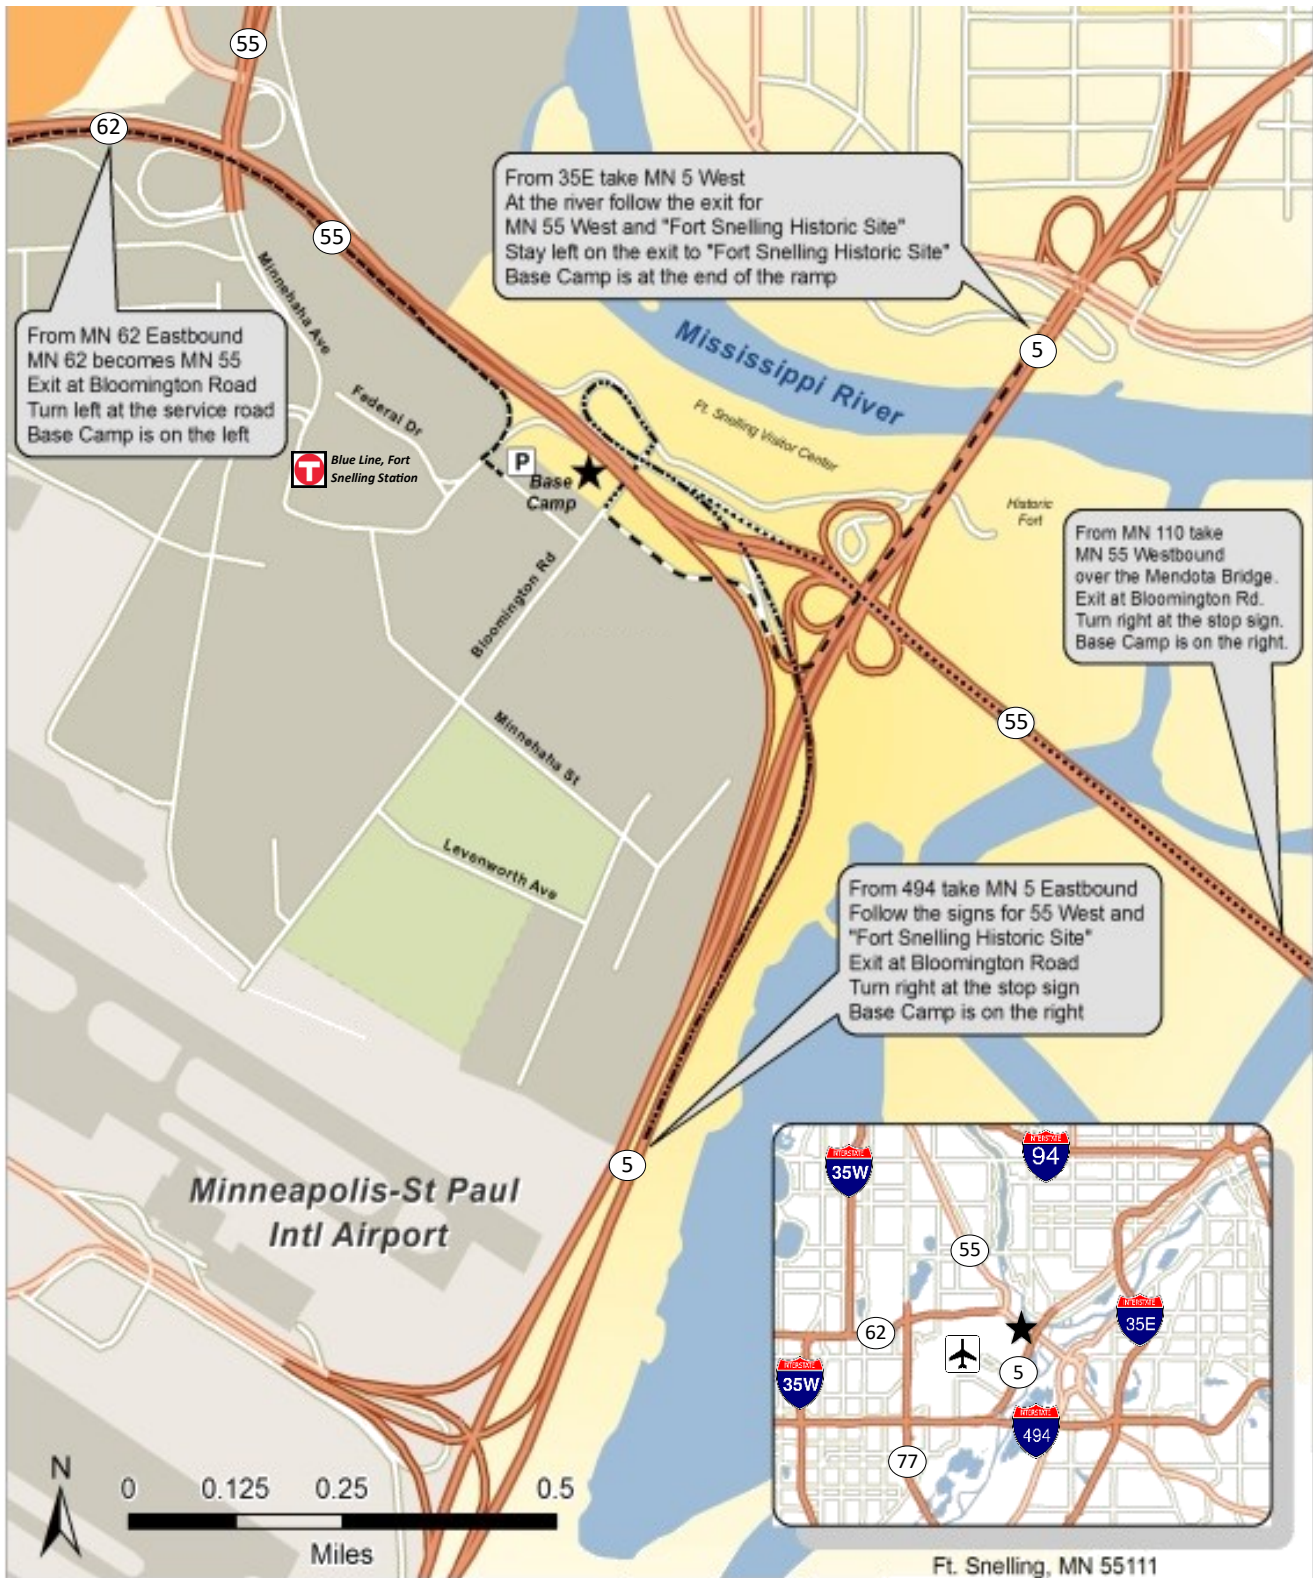 55
62
From 35E take MN 5 West
At the river follow the exit for
MN 55 West and "Fort Snelling Historic Site"
Stay left on the exit to "Fort Snelling Historic Site"
Base Camp is at the end of the ramp
55
Minnehaha Ave
From MN 62 Eastbound
MN 62 becomes MN 55
Exit at Bloomington Road
Turn left at the service road
Base Camp is on the left
Mississippi River
5
Federal Dr
Ft. Snelling Visitor Center
T
Blue Line, Fort
Snelling Station
P
Base
Camp
Historic
Fort
From MN 110 take
MN 55 Westbound
over the Mendota Bridge.
Exit at Bloomington Rd.
Turn right at the stop sign.
Base Camp is on the right.
Bloomington Rd
55
Minnehaha St
Levenworth Ave
From 494 take MN 5 Eastbound
Follow the signs for 55 West and
"Fort Snelling Historic Site"
Exit at Bloomington Road
Turn right at the stop sign
Base Camp is on the right
5
Minneapolis-St Paul
Intl Airport
INTERSTATE
35W
INTERSTATE
94
55
INTERSTATE
35E
62
5
INTERSTATE
35W
INTERSTATE
494
77
N
0 0.125 0.25 0.5
Miles
Ft. Snelling, MN 55111